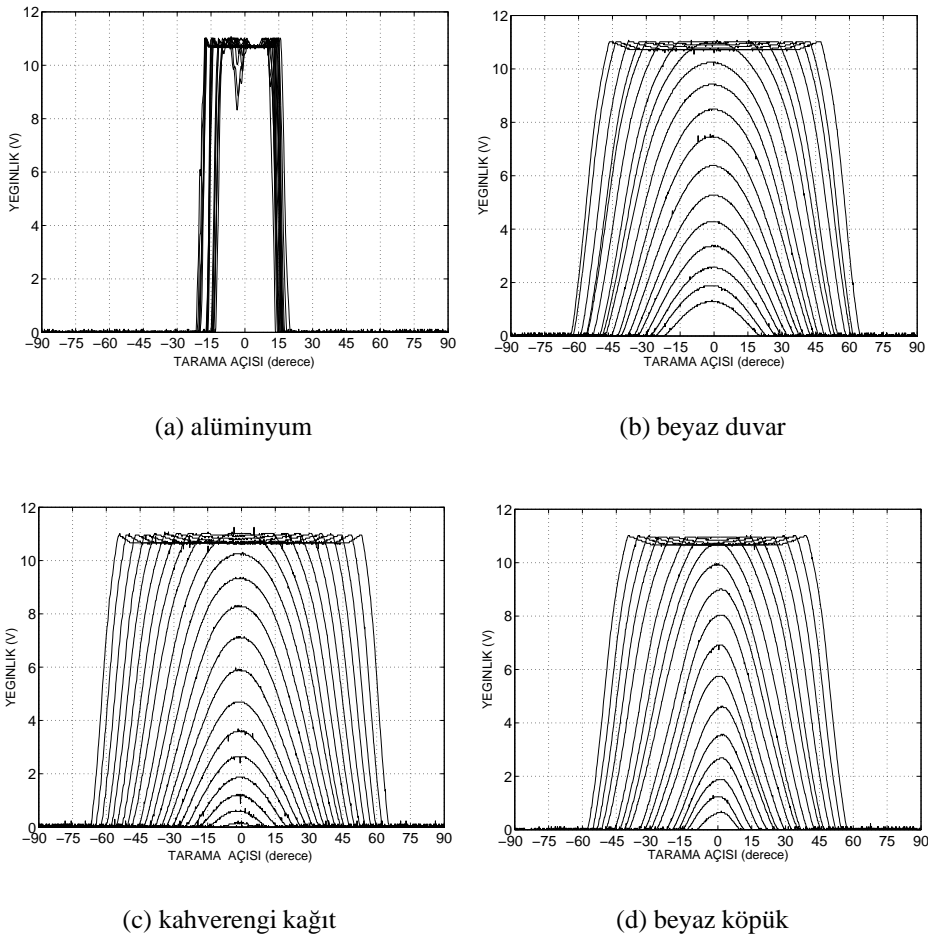 YEGINLIK (V)
12
10
8
6
4
2
0
−90 −75 −60 −45 −30 −15 0 15 30 45 60 75 90
TARAMA AÇISI (derece)
(a) alüminyum
YEGINLIK (V)
12
10
8
6
4
2
0
−90 −75 −60 −45 −30 −15 0 15 30 45 60 75 90
TARAMA AÇISI (derece)
(b) beyaz duvar
YEGINLIK (V)
12
10
8
6
4
2
0
−90 −75 −60 −45 −30 −15 0 15 30 45 60 75 90
TARAMA AÇISI (derece)
(c) kahverengi kağıt
YEGINLIK (V)
12
10
8
6
4
2
0
−90 −75 −60 −45 −30 −15 0 15 30 45 60 75 90
TARAMA AÇISI (derece)
(d) beyaz köpük